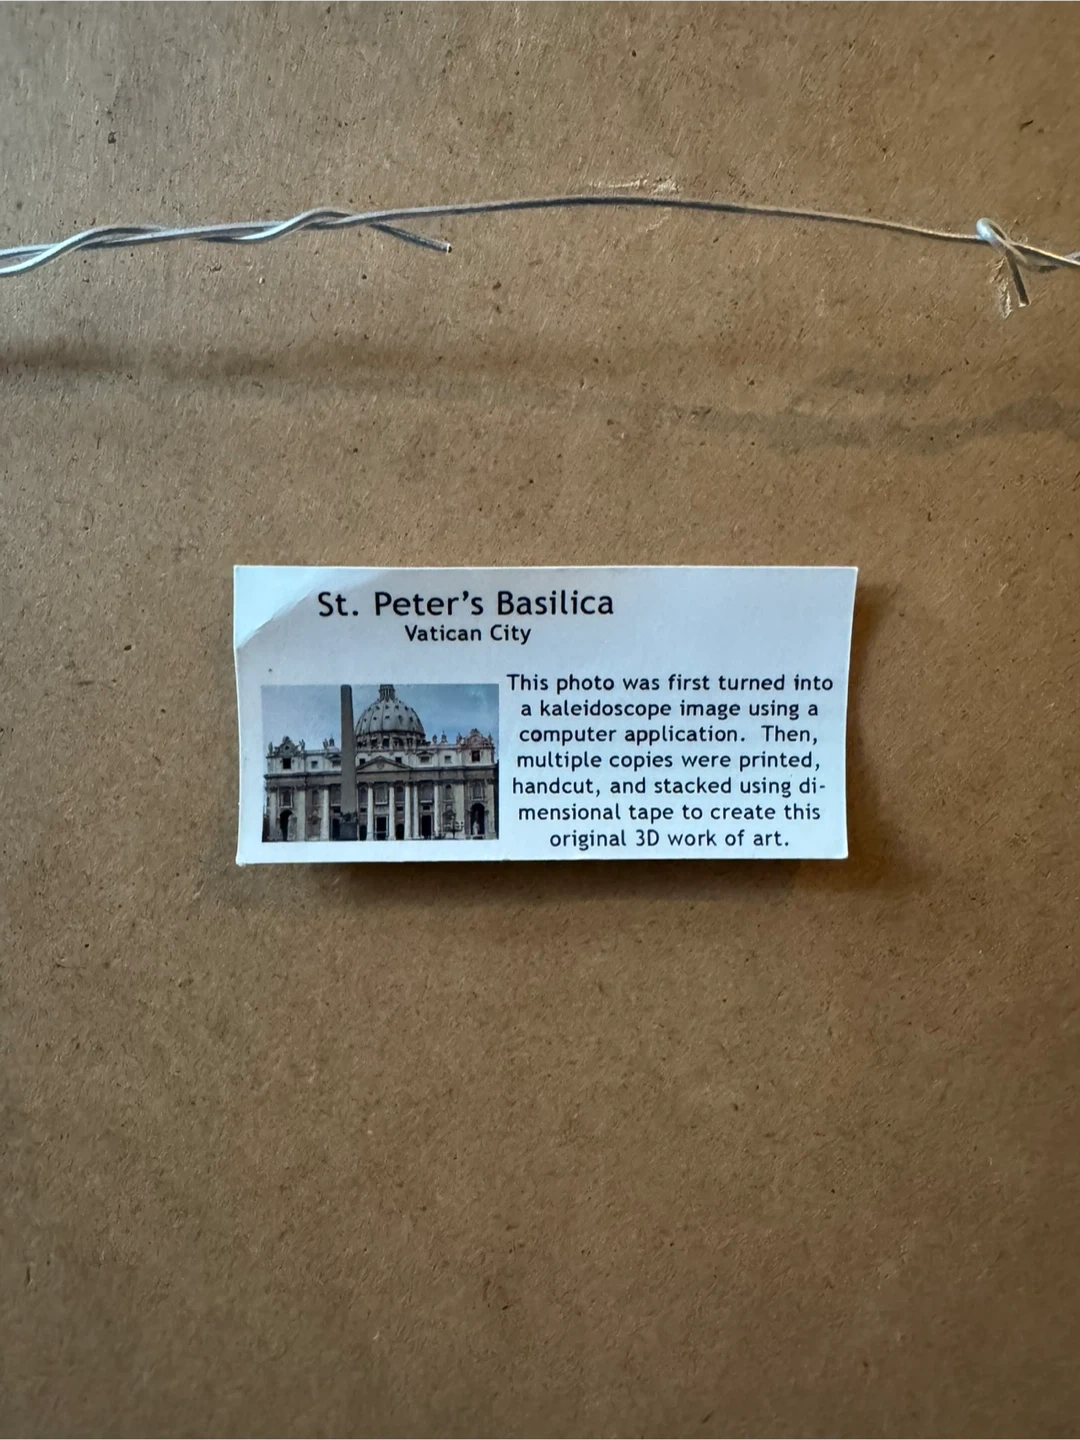 St. Peter’s Basilica
Vatican City
This photo was first turned into
a kaleidoscope image using a
computer application.  Then,
multiple copies were printed,
handcut, and stacked using di-
mensional tape to create this
original 3D work of art.